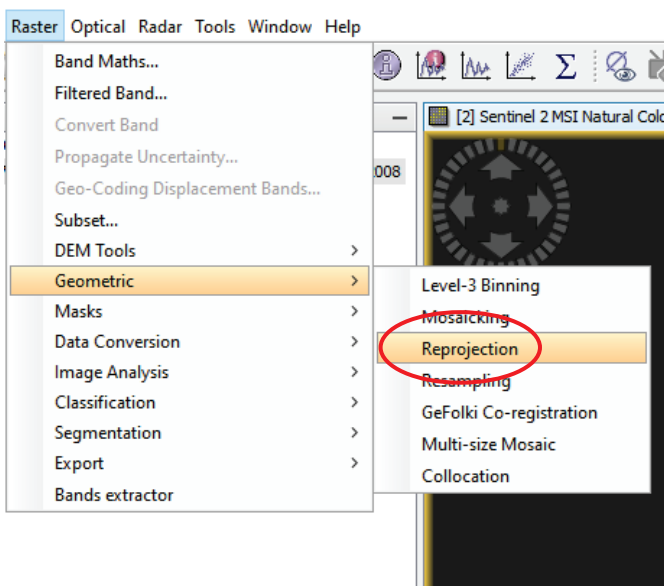 Raster Optical Radar Tools Window Help
Band Maths...
Filtered Band...
Convert Band
Propagate Uncertainty...
Geo-Coding Displacement Bands...
Subset...
DEM Tools
Geometric
Masks
Data Conversion
Image Analysis
Classification
Segmentation
Export
Bands extractor
008
[2] Sentinel 2 MSI Natural Colo
Level-3 Binning
Mosaicking
Reprojection
Resampling
GeFolki Co-registration
Multi-size Mosaic
Collocation